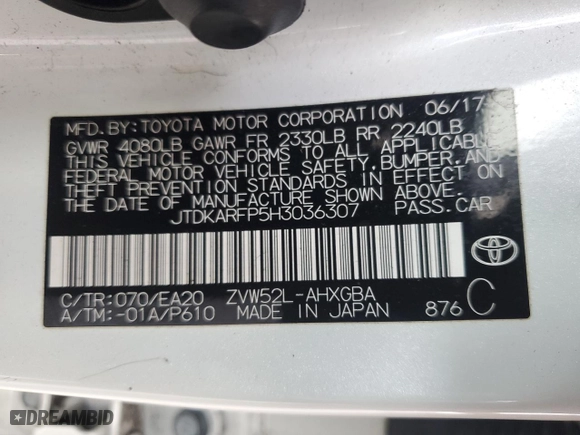 MFD.BY:TOYOTA MOTOR CORPORATION 06/17
GVWR 4080LB GAWR FR 2330LB RR 2240LB
THIS VEHICLE CONFORMS TO ALL APPLICABLE
FEDERAL MOTOR VEHICLE SAFETY,BUMPER,AND
THEFT PREVENTION STANDARDS IN EFFECT ON
THE DATE OF MANUFACTURE SHOWN ABOVE.
JTDKARFP5H3036307 PASS.CAR
C/TR:070/EA20 ZVW52L-AHXGBA
A/TM:-01A/P610 MADE IN JAPAN 876 C
DREAMBID